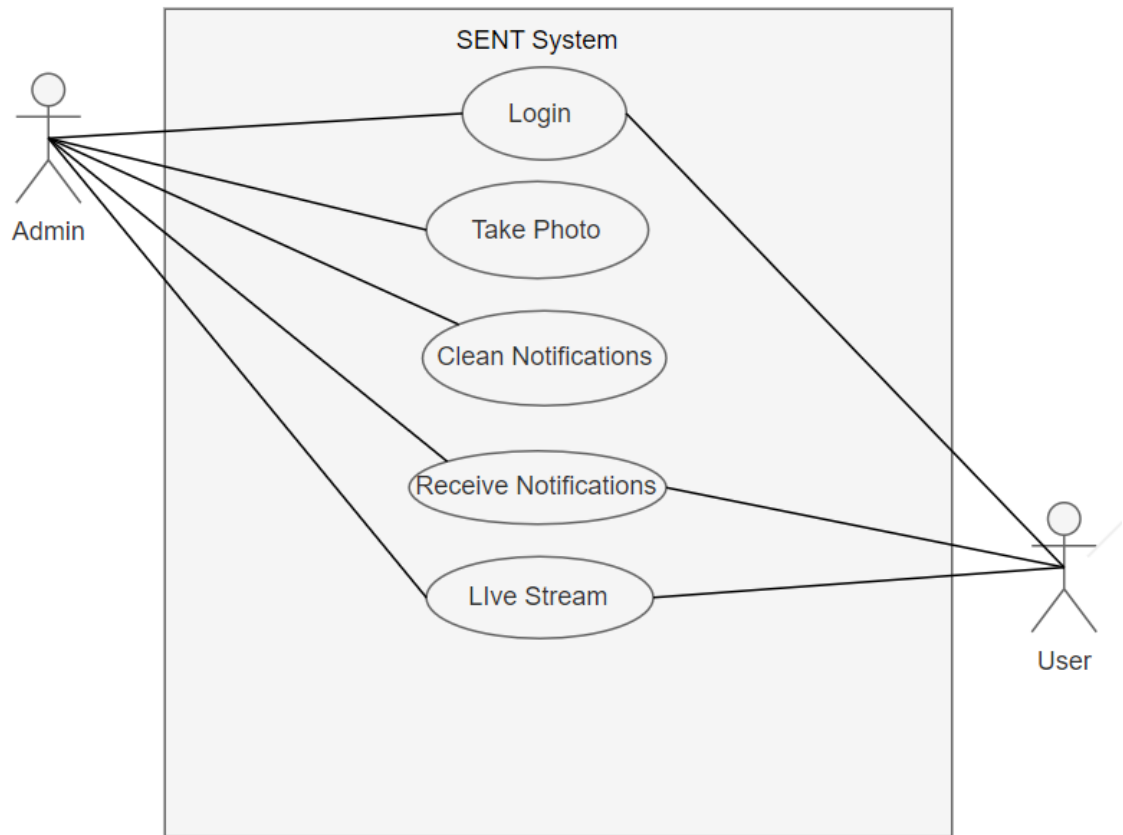 SENT System
Login
Admin
Take Photo
Clean Notifications
Receive Notifications
LIve Stream
User